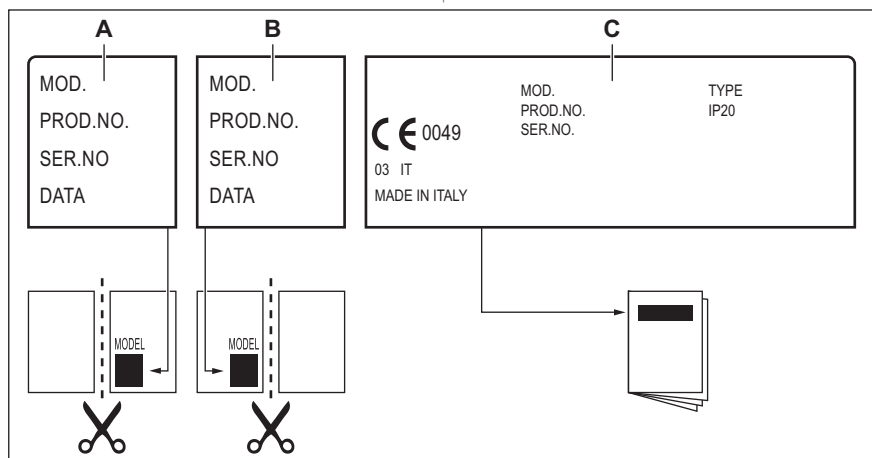 A
B
C
MOD.
PROD.NO.
SER.NO
DATA
MOD.
PROD.NO.
SER.NO
DATA
MOD.
PROD.NO.
SER.NO.
TYPE
IP20
CE 0049
03 IT
MADE IN ITALY
MODEL
MODEL